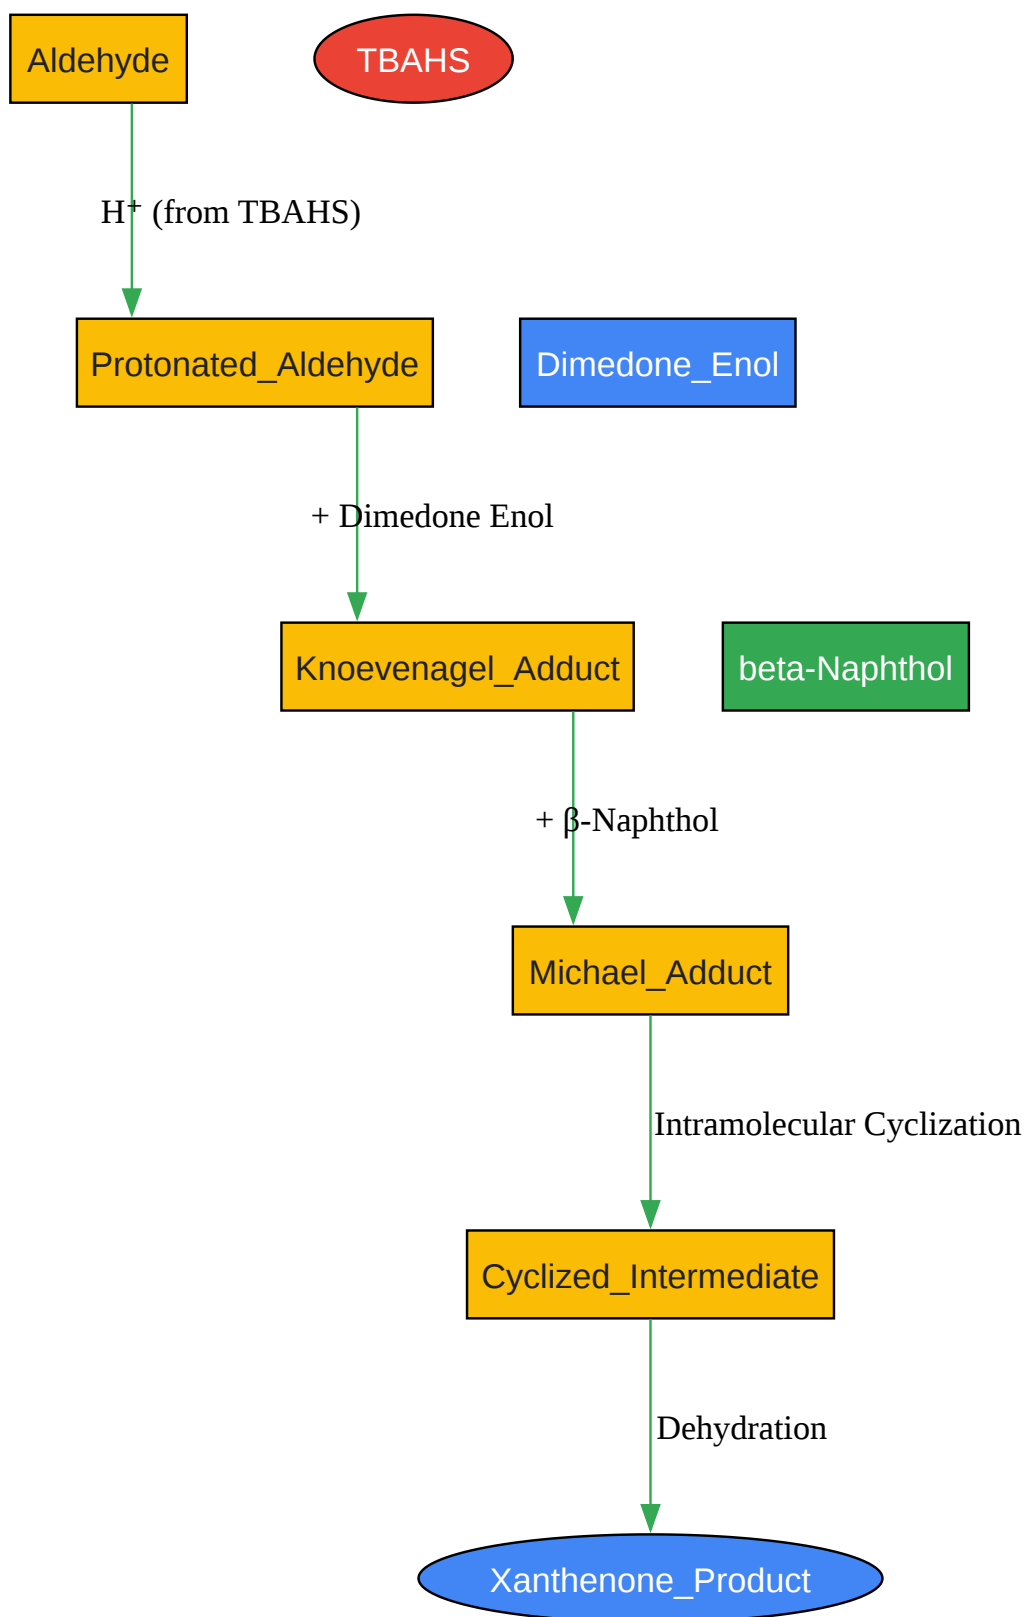 Aldehyde
TBAHS
H⁺ (from TBAHS)
Protonated_Aldehyde
Dimedone_Enol
+ Dimedone Enol
Knoevenagel_Adduct
beta-Naphthol
+ β-Naphthol
Michael_Adduct
Intramolecular Cyclization
Cyclized_Intermediate
Dehydration
Xanthenone_Product